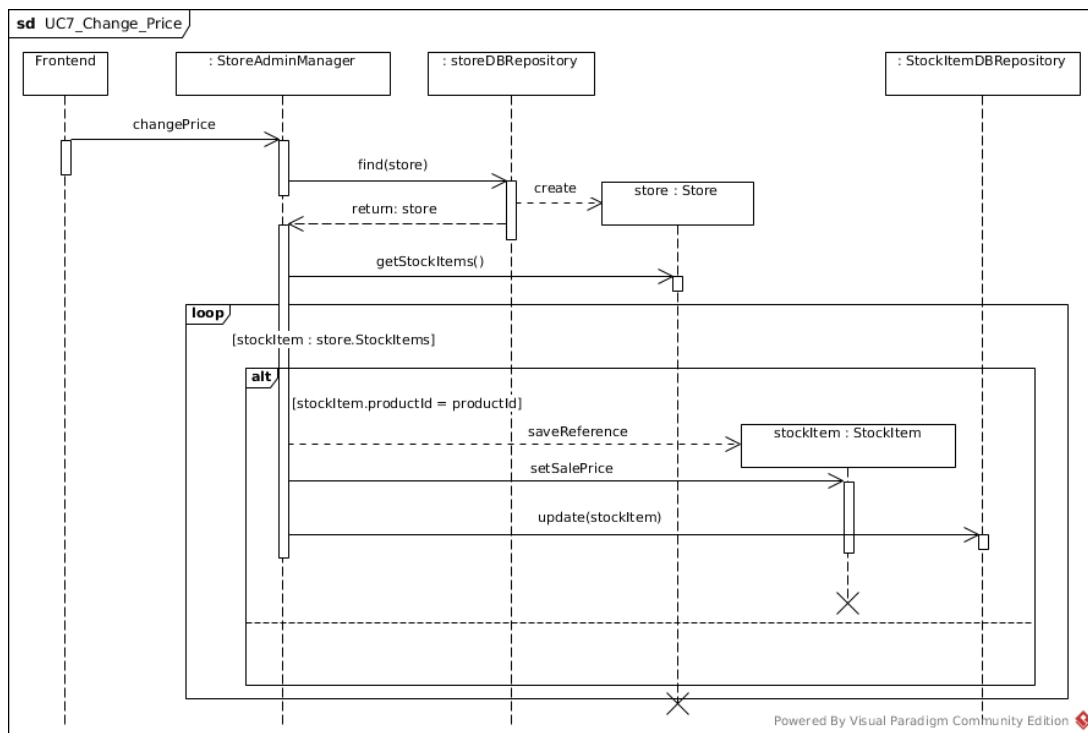 sd UC7_Change_Price
Frontend
: StoreAdminManager
: storeDBRepository
: StockItemDBRepository
changePrice
find(store)
create
store : Store
return: store
getStockItems()
loop
[stockItem : store.StockItems]
alt
[stockItem.productId = productId]
saveReference
stockItem : StockItem
setSalePrice
update(stockItem)
Powered By Visual Paradigm Community Edition